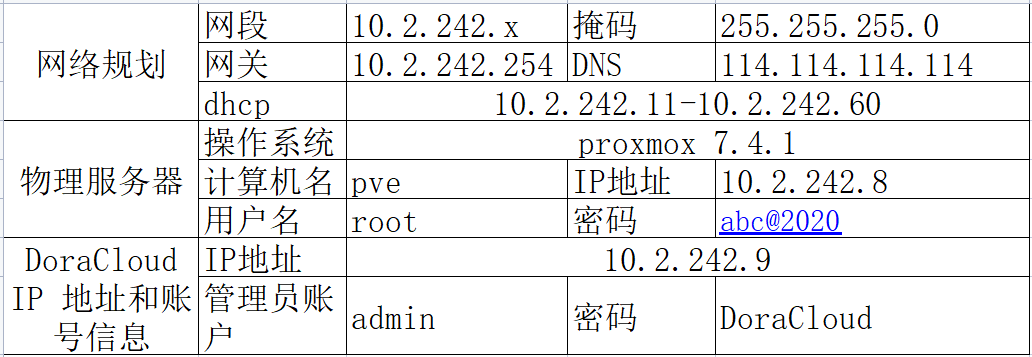 网络规划
网段 10.2.242.x 掩码 255.255.255.0
网关 10.2.242.254 DNS 114.114.114.114
dhcp 10.2.242.11-10.2.242.60
物理服务器
操作系统 proxmox 7.4.1
计算机名 pve IP地址 10.2.242.8
用户名 root 密码 abc@2020
DoraCloud
IP 地址和账
号信息
IP地址 10.2.242.9
管理员账
户
admin 密码 DoraCloud